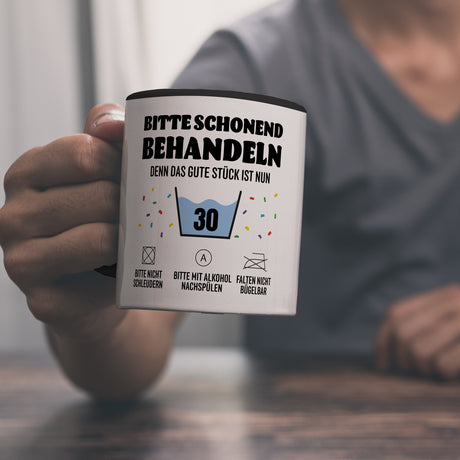 BITTE SCHONEND
BEHANDELN
DENN DAS GUTE STÜCK IST NUN
30
A
BITTE NICHT
SCHLEUDERN
BITTE MIT ALKOHOL
NACHSPÜLEN
FALTEN NICHT
BÜGELBAR